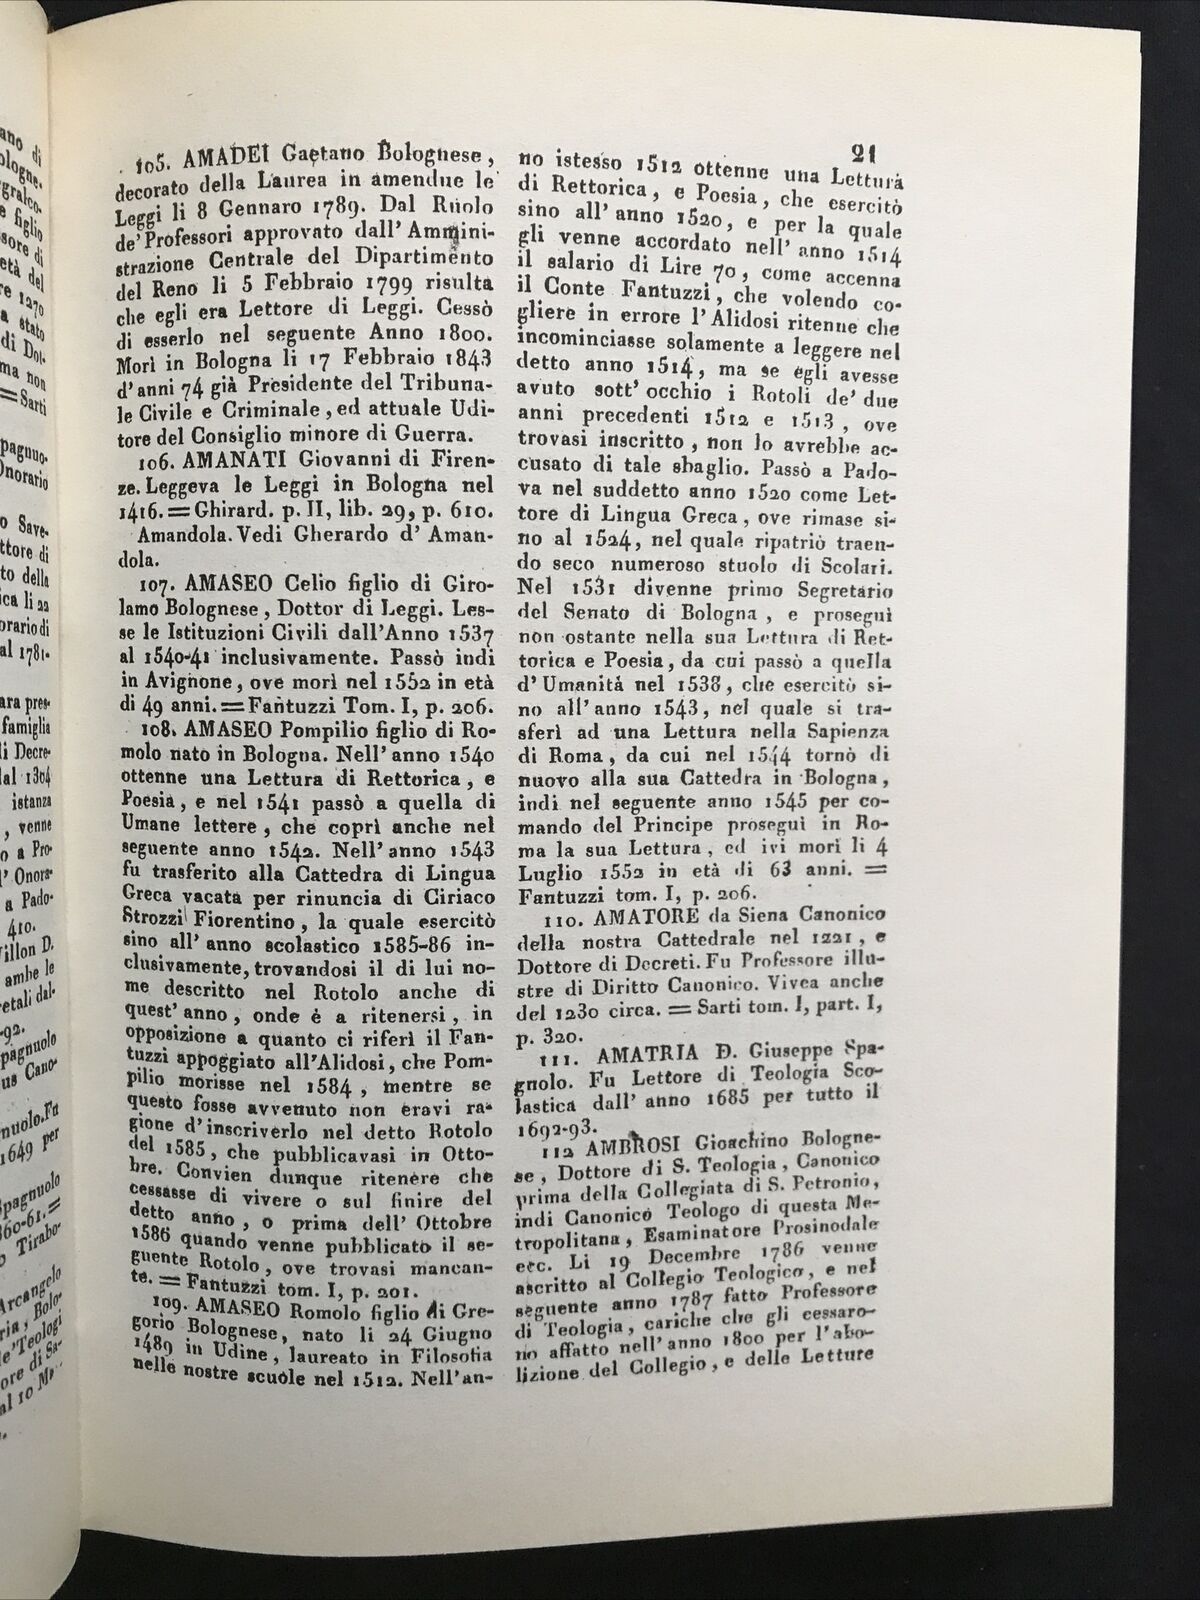 21
105. AMADEI Gaetano Bolognese,
decorato della Laurea in amendue le
Leggi li 8 Gennaro 1789. Dal Ruolo
de' Professori approvato dall' Ammini-
strazione Centrale del Dipartimento
del Reno li 5 Febbraio 1799 risulta
che egli era Lettore di Leggi. Cessò
di esserlo nel seguente Anno 1800.
Morì in Bologna li 17 Febbraio 1843
d'anni 74 già Presidente del Tribuna-
le Civile e Criminale, ed attuale Udi-
tore del Consiglio minore di Guerra.
106. AMANATI Giovanni di Firen-
ze. Leggeva le Leggi in Bologna nel
1416. = Ghirard. p. II, lib. 29, p. 610.
Amandola. Vedi Gherardo d' Aman-
dola.
107. AMASEO Celio figlio di Giro-
lamo Bolognese, Dottor di Leggi. Les-
se le Istituzioni Civili dall'Anno 1537
al 1540-41 inclusivamente. Passò indi
in Avignone, ove morì nel 1552 in età
di 49 anni. = Fantuzzi Tom. I, p. 206.
108. AMASEO Pompilio figlio di Ro-
molo nato in Bologna. Nell' anno 1540
ottenne una Lettura di Rettorica, e
Poesia, e nel 1541 passò a quella di
Umane lettere, che coprì anche nel
seguente anno 1542. Nell' anno 1543
fu trasferito alla Cattedra di Lingua
Greca vacata per rinuncia di Ciriaco
Strozzi Fiorentino, la quale esercitò
sino all' anno scolastico 1585-86 in-
clusivamente, trovandosi il di lui no-
me descritto nel Rotolo anche di
quest' anno, onde è a ritenersi, in
opposizione a quanto ci riferì il Fan-
tuzzi appoggiato all'Alidosi, che Pom-
pilio morisse nel 1584, mentre se
questo fosse avvenuto non eravi ra-
gione d'inscriverlo nel detto Rotolo
del 1585, che pubblicavasi in Otto-
bre. Convien dunque ritenere che
cessasse di vivere o sul finire del
detto anno, o prima dell' Ottobre
1586 quando venne pubblicato il se-
guente Rotolo, ove trovasi mancan-
te. = Fantuzzi tom. I, p. 201.
109. AMASEO Romolo figlio di Gre-
gorio Bolognese, nato li 24 Giugno
1489 in Udine, laureato in Filosofia
nelle nostre scuole nel 1512. Nell'an-
no istesso 1512 ottenne una Lettura
di Rettorica, e Poesia, che esercitò
sino all' anno 1520, e per la quale
gli venne accordato nell' anno 1514
il salario di Lire 70, come accenna
il Conte Fantuzzi, che volendo co-
gliere in errore l'Alidosi ritenne che
incominciasse solamente a leggere nel
detto anno 1514, ma se egli avesse
avuto sott' occhio i Rotoli de' due
anni precedenti 1512 e 1513, ove
trovasi inscritto, non lo avrebbe ac-
cusato di tale sbaglio. Passò a Pado-
va nel suddetto anno 1520 come Let-
tore di Lingua Greca, ove rimase si-
no al 1524, nel quale ripatriò traen-
do seco numeroso stuolo di Scolari.
Nel 1531 divenne primo Segretario
del Senato di Bologna, e proseguì
non ostante nella sua Lettura di Ret-
torica e Poesia, da cui passò a quella
d' Umanità nel 1538, che esercitò si-
no all' anno 1543, nel quale si tra-
sferì ad una Lettura nella Sapienza
di Roma, da cui nel 1544 tornò di
nuovo alla sua Cattedra in Bologna,
indi nel seguente anno 1545 per co-
mando del Principe proseguì in Ro-
ma la sua Lettura, ed ivi morì li 4
Luglio 1552 in età di 63 anni. =
Fantuzzi tom. I, p. 206.
110. AMATORE da Siena Canonico
della nostra Cattedrale nel 1221, e
Dottore di Decreti. Fu Professore illu-
stre di Diritto Canonico. Vivea anche
del 1230 circa. = Sarti tom. I, part. I,
p. 320.
111. AMATRIA D. Giuseppe Spa-
gnolo. Fu Lettore di Teologia Sco-
lastica dall' anno 1685 per tutto il
1692-93.
112 AMBROSI Gioachino Bologne-
se, Dottore di S. Teologia, Canonico
prima della Collegiata di S. Petronio,
indi Canonico Teologo di questa Me-
tropolitana, Esaminatore Prosinodale
ecc. Li 19 Decembre 1786 venne
ascritto al Collegio Teologico, e nel
seguente anno 1787 fatto Professore
di Teologia, cariche che gli cessaro-
no affatto nell'anno 1800 per l'abo-
lizione del Collegio, e delle Letture